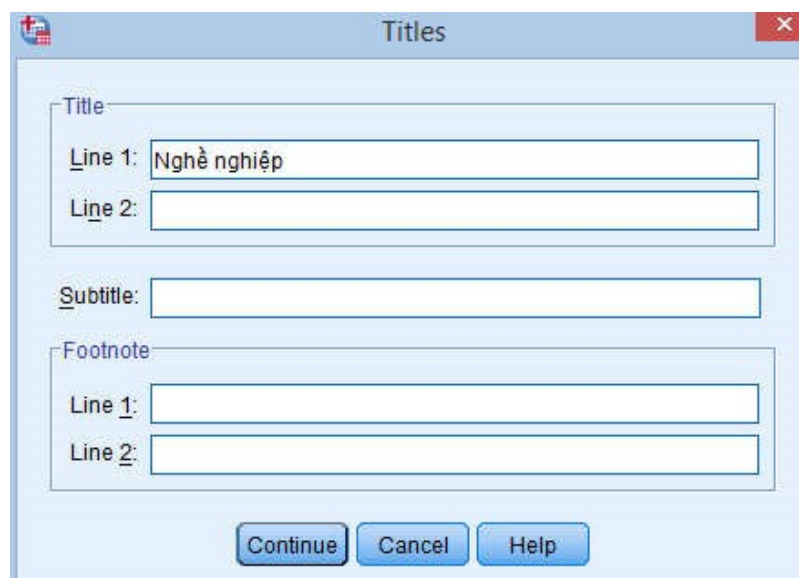 Titles
Title
Line 1: Nghề nghiệp
Line 2:
Subtitle:
Footnote
Line 1:
Line 2:
Continue Cancel Help